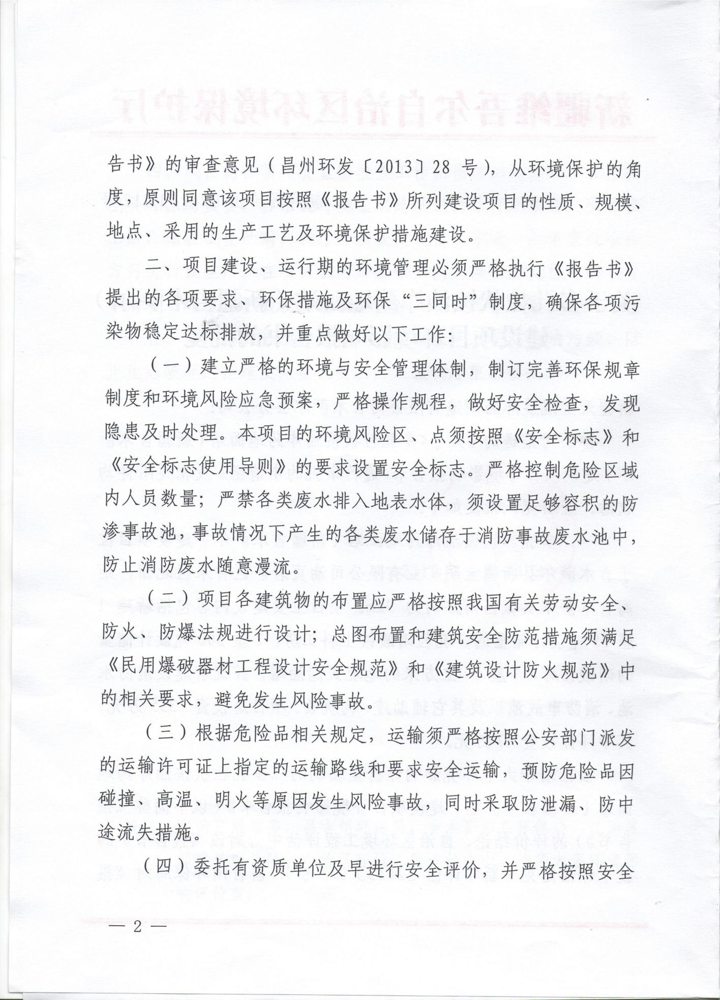 告书》的审查意见（昌州环发〔2013〕28 号），从环境保护的角
度，原则同意该项目按照《报告书》所列建设项目的性质、规模、
地点、采用的生产工艺及环境保护措施建设。
二、项目建设、运行期的环境管理必须严格执行《报告书》
提出的各项要求、环保措施及环保“三同时”制度，确保各项污
染物稳定达标排放，并重点做好以下工作：
（一）建立严格的环境与安全管理体制，制订完善环保规章
制度和环境风险应急预案，严格操作规程，做好安全检查，发现
隐患及时处理。本项目的环境风险区、点须按照《安全标志》和
《安全标志使用导则》的要求设置安全标志。严格控制危险区域
内人员数量；严禁各类废水排入地表水体，须设置足够容积的防
渗事故池，事故情况下产生的各类废水储存于消防事故废水池中，
防止消防废水随意漫流。
（二）项目各建筑物的布置应严格按照我国有关劳动安全、
防火、防爆法规进行设计；总图布置和建筑安全防范措施须满足
《民用爆破器材工程设计安全规范》和《建筑设计防火规范》中
的相关要求，避免发生风险事故。
（三）根据危险品相关规定，运输须严格按照公安部门派发
的运输许可证上指定的运输路线和要求安全运输，预防危险品因
碰撞、高温、明火等原因发生风险事故，同时采取防泄漏、防中
途流失措施。
（四）委托有资质单位及早进行安全评价，并严格按照安全
— 2 —